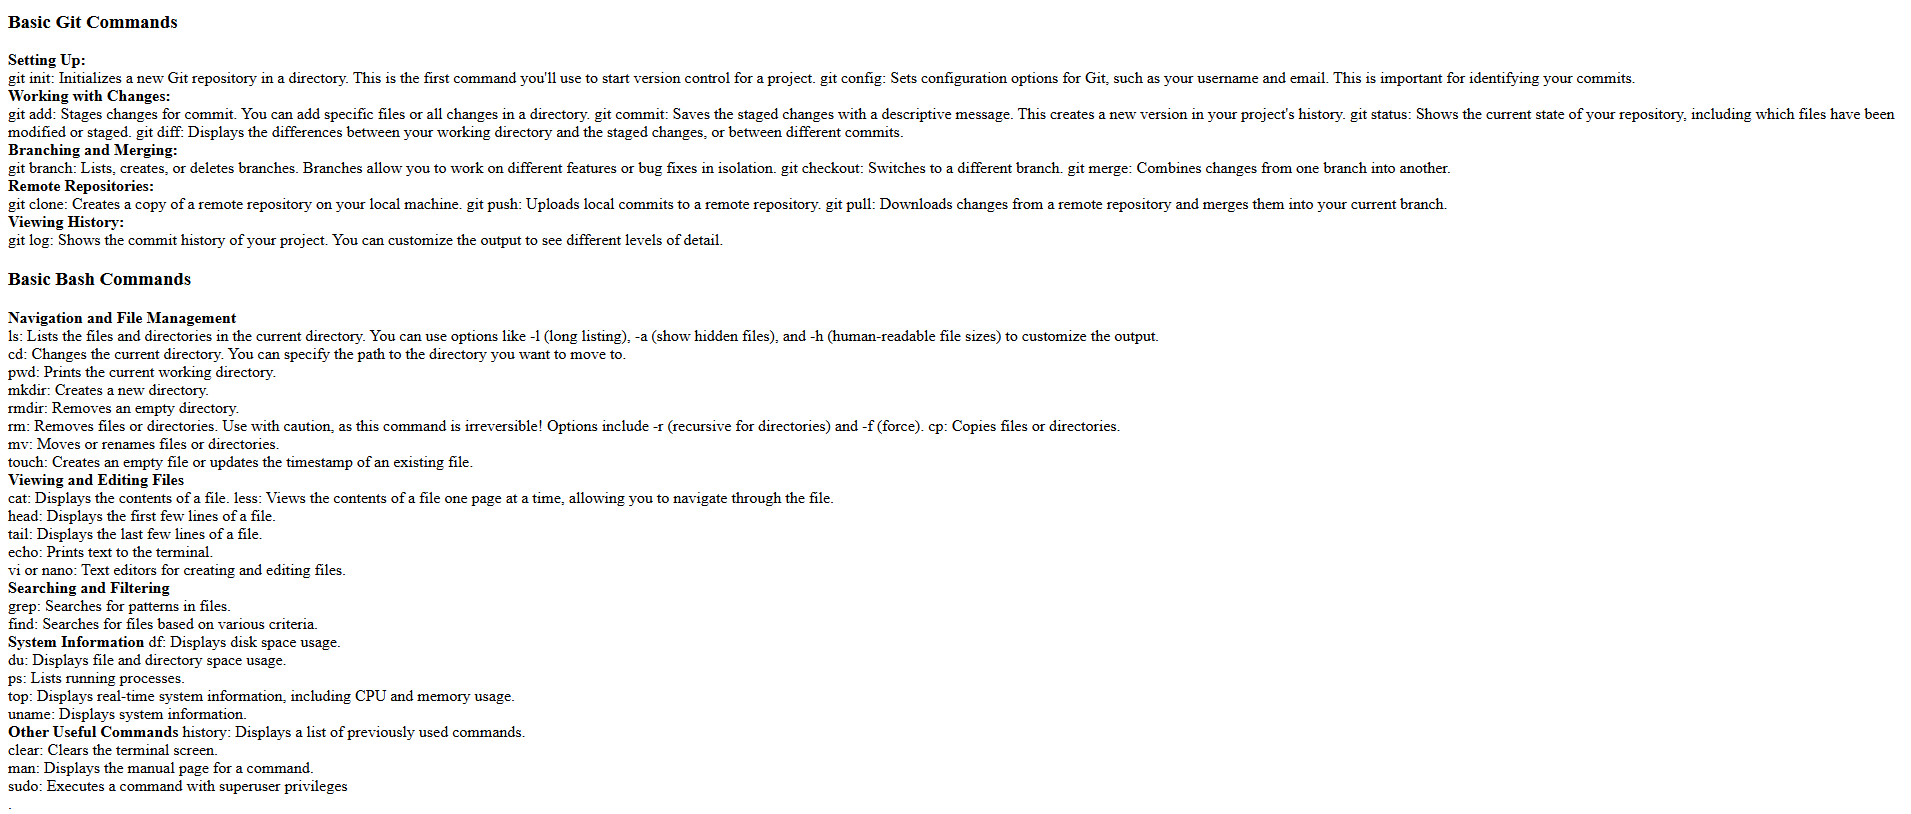 Basic Git Commands
Setting Up:
git init: Initializes a new Git repository in a directory. This is the first command you'll use to start version control for a project. git config: Sets configuration options for Git, such as your username and email. This is important for identifying your commits.
Working with Changes:
git add: Stages changes for commit. You can add specific files or all changes in a directory. git commit: Saves the staged changes with a descriptive message. This creates a new version in your project's history. git status: Shows the current state of your repository, including which files have been
modified or staged. git diff: Displays the differences between your working directory and the staged changes, or between different commits.
Branching and Merging:
git branch: Lists, creates, or deletes branches. Branches allow you to work on different features or bug fixes in isolation. git checkout: Switches to a different branch. git merge: Combines changes from one branch into another.
Remote Repositories:
git clone: Creates a copy of a remote repository on your local machine. git push: Uploads local commits to a remote repository. git pull: Downloads changes from a remote repository and merges them into your current branch.
Viewing History:
git log: Shows the commit history of your project. You can customize the output to see different levels of detail.
Basic Bash Commands
Navigation and File Management
ls: Lists the files and directories in the current directory. You can use options like -l (long listing), -a (show hidden files), and -h (human-readable file sizes) to customize the output.
cd: Changes the current directory. You can specify the path to the directory you want to move to.
pwd: Prints the current working directory.
mkdir: Creates a new directory.
rmdir: Removes an empty directory.
rm: Removes files or directories. Use with caution, as this command is irreversible! Options include -r (recursive for directories) and -f (force). cp: Copies files or directories.
mv: Moves or renames files or directories.
touch: Creates an empty file or updates the timestamp of an existing file.
Viewing and Editing Files
cat: Displays the contents of a file. less: Views the contents of a file one page at a time, allowing you to navigate through the file.
head: Displays the first few lines of a file.
tail: Displays the last few lines of a file.
echo: Prints text to the terminal.
vi or nano: Text editors for creating and editing files.
Searching and Filtering
grep: Searches for patterns in files.
find: Searches for files based on various criteria.
System Information df: Displays disk space usage.
du: Displays file and directory space usage.
ps: Lists running processes.
top: Displays real-time system information, including CPU and memory usage.
uname: Displays system information.
Other Useful Commands history: Displays a list of previously used commands.
clear: Clears the terminal screen.
man: Displays the manual page for a command.
sudo: Executes a command with superuser privileges
.